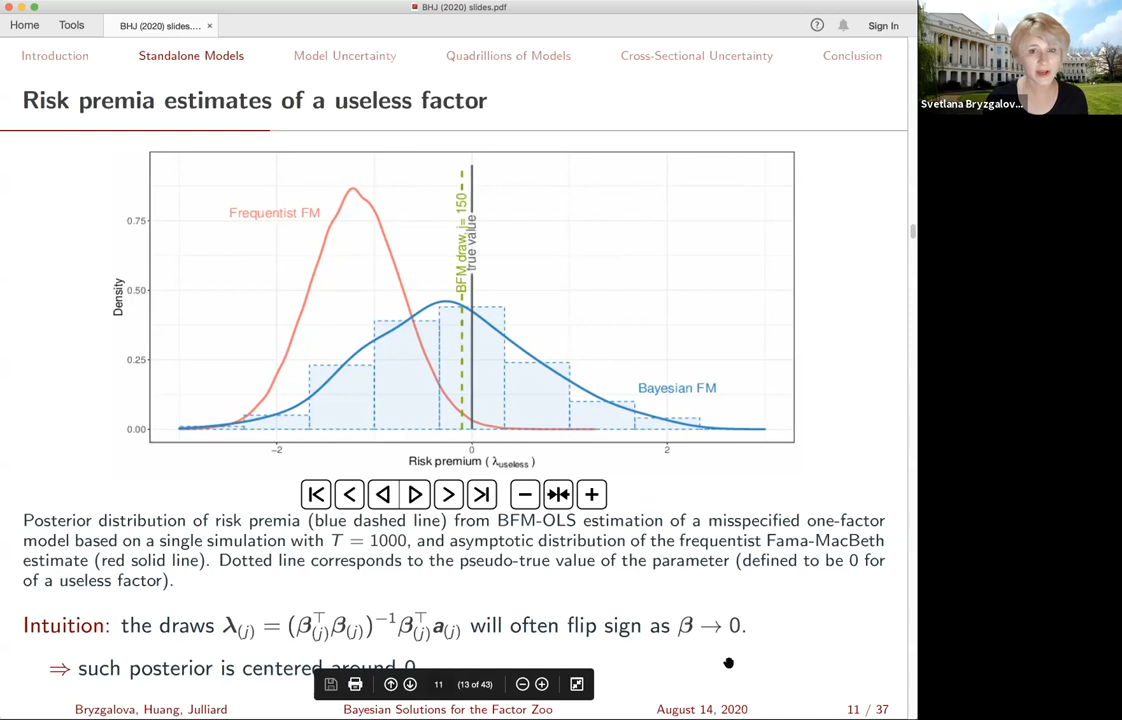 BHJ (2020) slides.pdf
Home Tools BHJ (2020) slides.... × Sign In
Introduction Standalone Models Model Uncertainty Quadrillions of Models Cross-Sectional Uncertainty Conclusion
Svetlana Bryzgalov...
Risk premia estimates of a useless factor
Frequentist FM
BFM draw, j= 150
true value
Bayesian FM
Density
0.75
0.50
0.25
0.00
−2 0 2
Risk premium ( λuseless )
Posterior distribution of risk premia (blue dashed line) from BFM-OLS estimation of a misspecified one-factor
model based on a single simulation with T = 1000, and asymptotic distribution of the frequentist Fama-MacBeth
estimate (red solid line). Dotted line corresponds to the pseudo-true value of the parameter (defined to be 0 for
of a useless factor).
Intuition: the draws λ(j) = (β⊤(j)β(j))−1β⊤(j)a(j) will often flip sign as β → 0.
⇒ such posterior is centered around 0
11 (13 of 43)
Bryzgalova, Huang, Julliard Bayesian Solutions for the Factor Zoo August 14, 2020 11 / 37